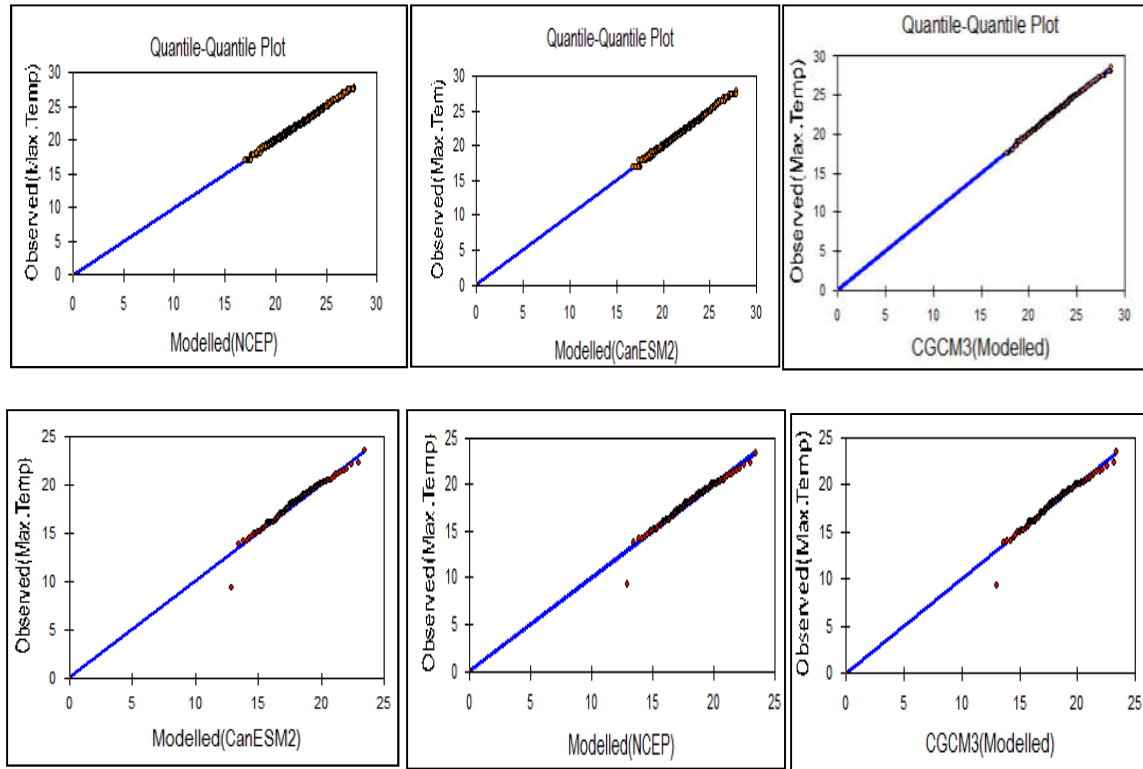 Quantile-Quantile Plot
Observed(Max.Temp)
30
25
20
15
10
5
0
0 5 10 15 20 25 30
Modelled(NCEP)
Quantile-Quantile Plot
Observed(Max.Tem)
30
25
20
15
10
5
0
0 5 10 15 20 25 30
Modelled(CanESM2)
Quantile-Quantile Plot
Observed(Max.Temp)
30
25
20
15
10
5
0
0 5 10 15 20 25 30
CGCM3(Modelled)
Observed(Max.Temp)
25
20
15
10
5
0
0 5 10 15 20 25
Modelled(CanESM2)
Observed(Max.Temp)
25
20
15
10
5
0
0 5 10 15 20 25
Modelled(NCEP)
Observed(Max.Temp)
25
20
15
10
5
0
0 5 10 15 20 25
CGCM3(Modelled)